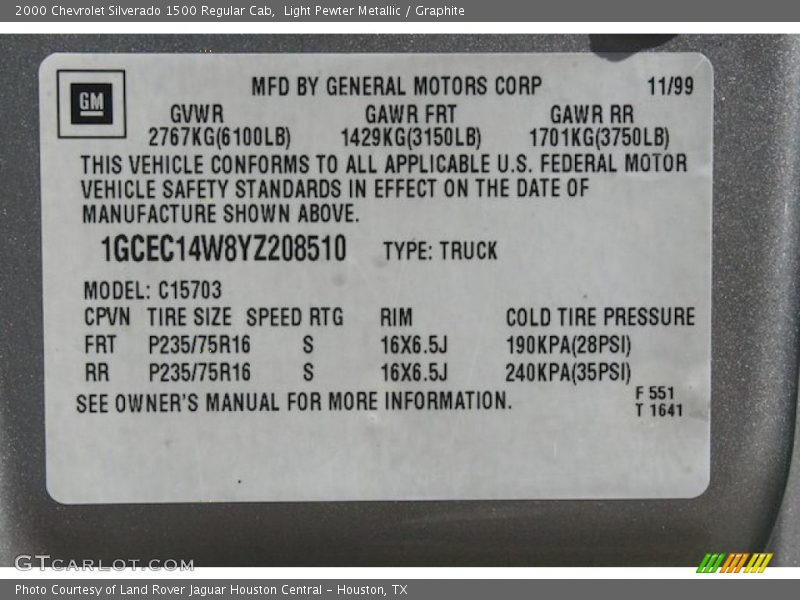 2000 Chevrolet Silverado 1500 Regular Cab, Light Pewter Metallic / Graphite
GM
MFD BY GENERAL MOTORS CORP 11/99
GVWR GAWR FRT GAWR RR
2767KG(6100LB) 1429KG(3150LB) 1701KG(3750LB)
THIS VEHICLE CONFORMS TO ALL APPLICABLE U.S. FEDERAL MOTOR
VEHICLE SAFETY STANDARDS IN EFFECT ON THE DATE OF
MANUFACTURE SHOWN ABOVE.
1GCEC14W8YZ208510 TYPE: TRUCK
MODEL: C15703
CPVN TIRE SIZE SPEED RTG RIM COLD TIRE PRESSURE
FRT P235/75R16 S 16X6.5J 190KPA(28PSI)
RR P235/75R16 S 16X6.5J 240KPA(35PSI)
SEE OWNER'S MANUAL FOR MORE INFORMATION.
F 551
T 1641
GTCARLOT.COM
Photo Courtesy of Land Rover Jaguar Houston Central – Houston, TX